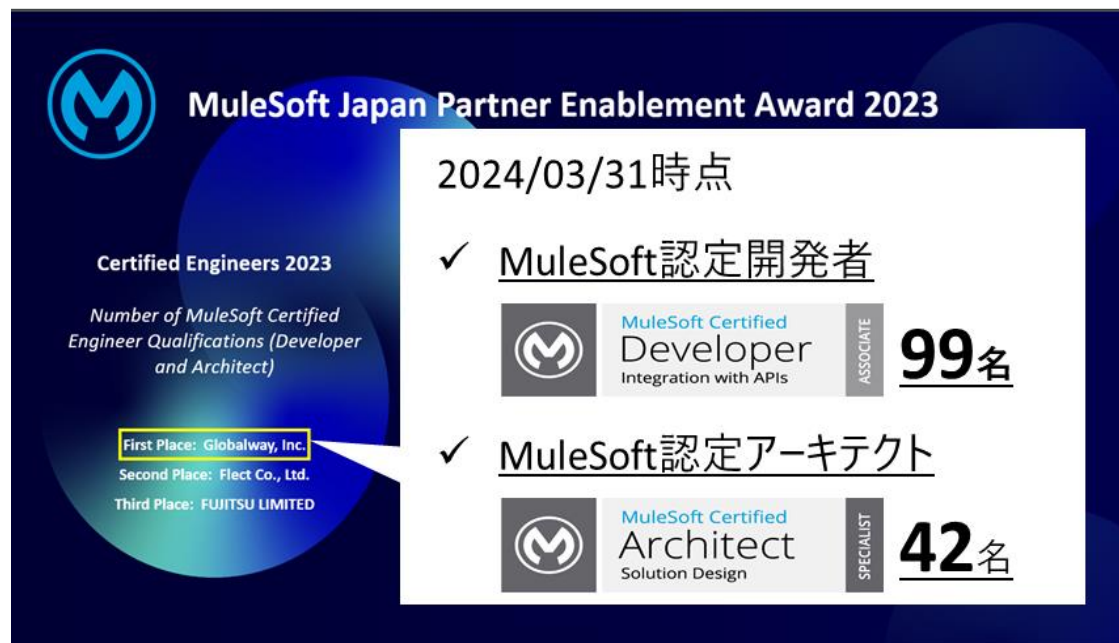 MuleSoft Japan Partner Enablement Award 2023
Certified Engineers 2023
Number of MuleSoft Certified
Engineer Qualifications (Developer
and Architect)
First Place: Globalway, Inc.
Second Place: Flect Co., Ltd.
Third Place: FUJITSU LIMITED
2024/03/31時点
✓ MuleSoft認定開発者
MuleSoft Certified
Developer
Integration with APIs
ASSOCIATE
99名
✓ MuleSoft認定アーキテクト
MuleSoft Certified
Architect
Solution Design
SPECIALIST
42名